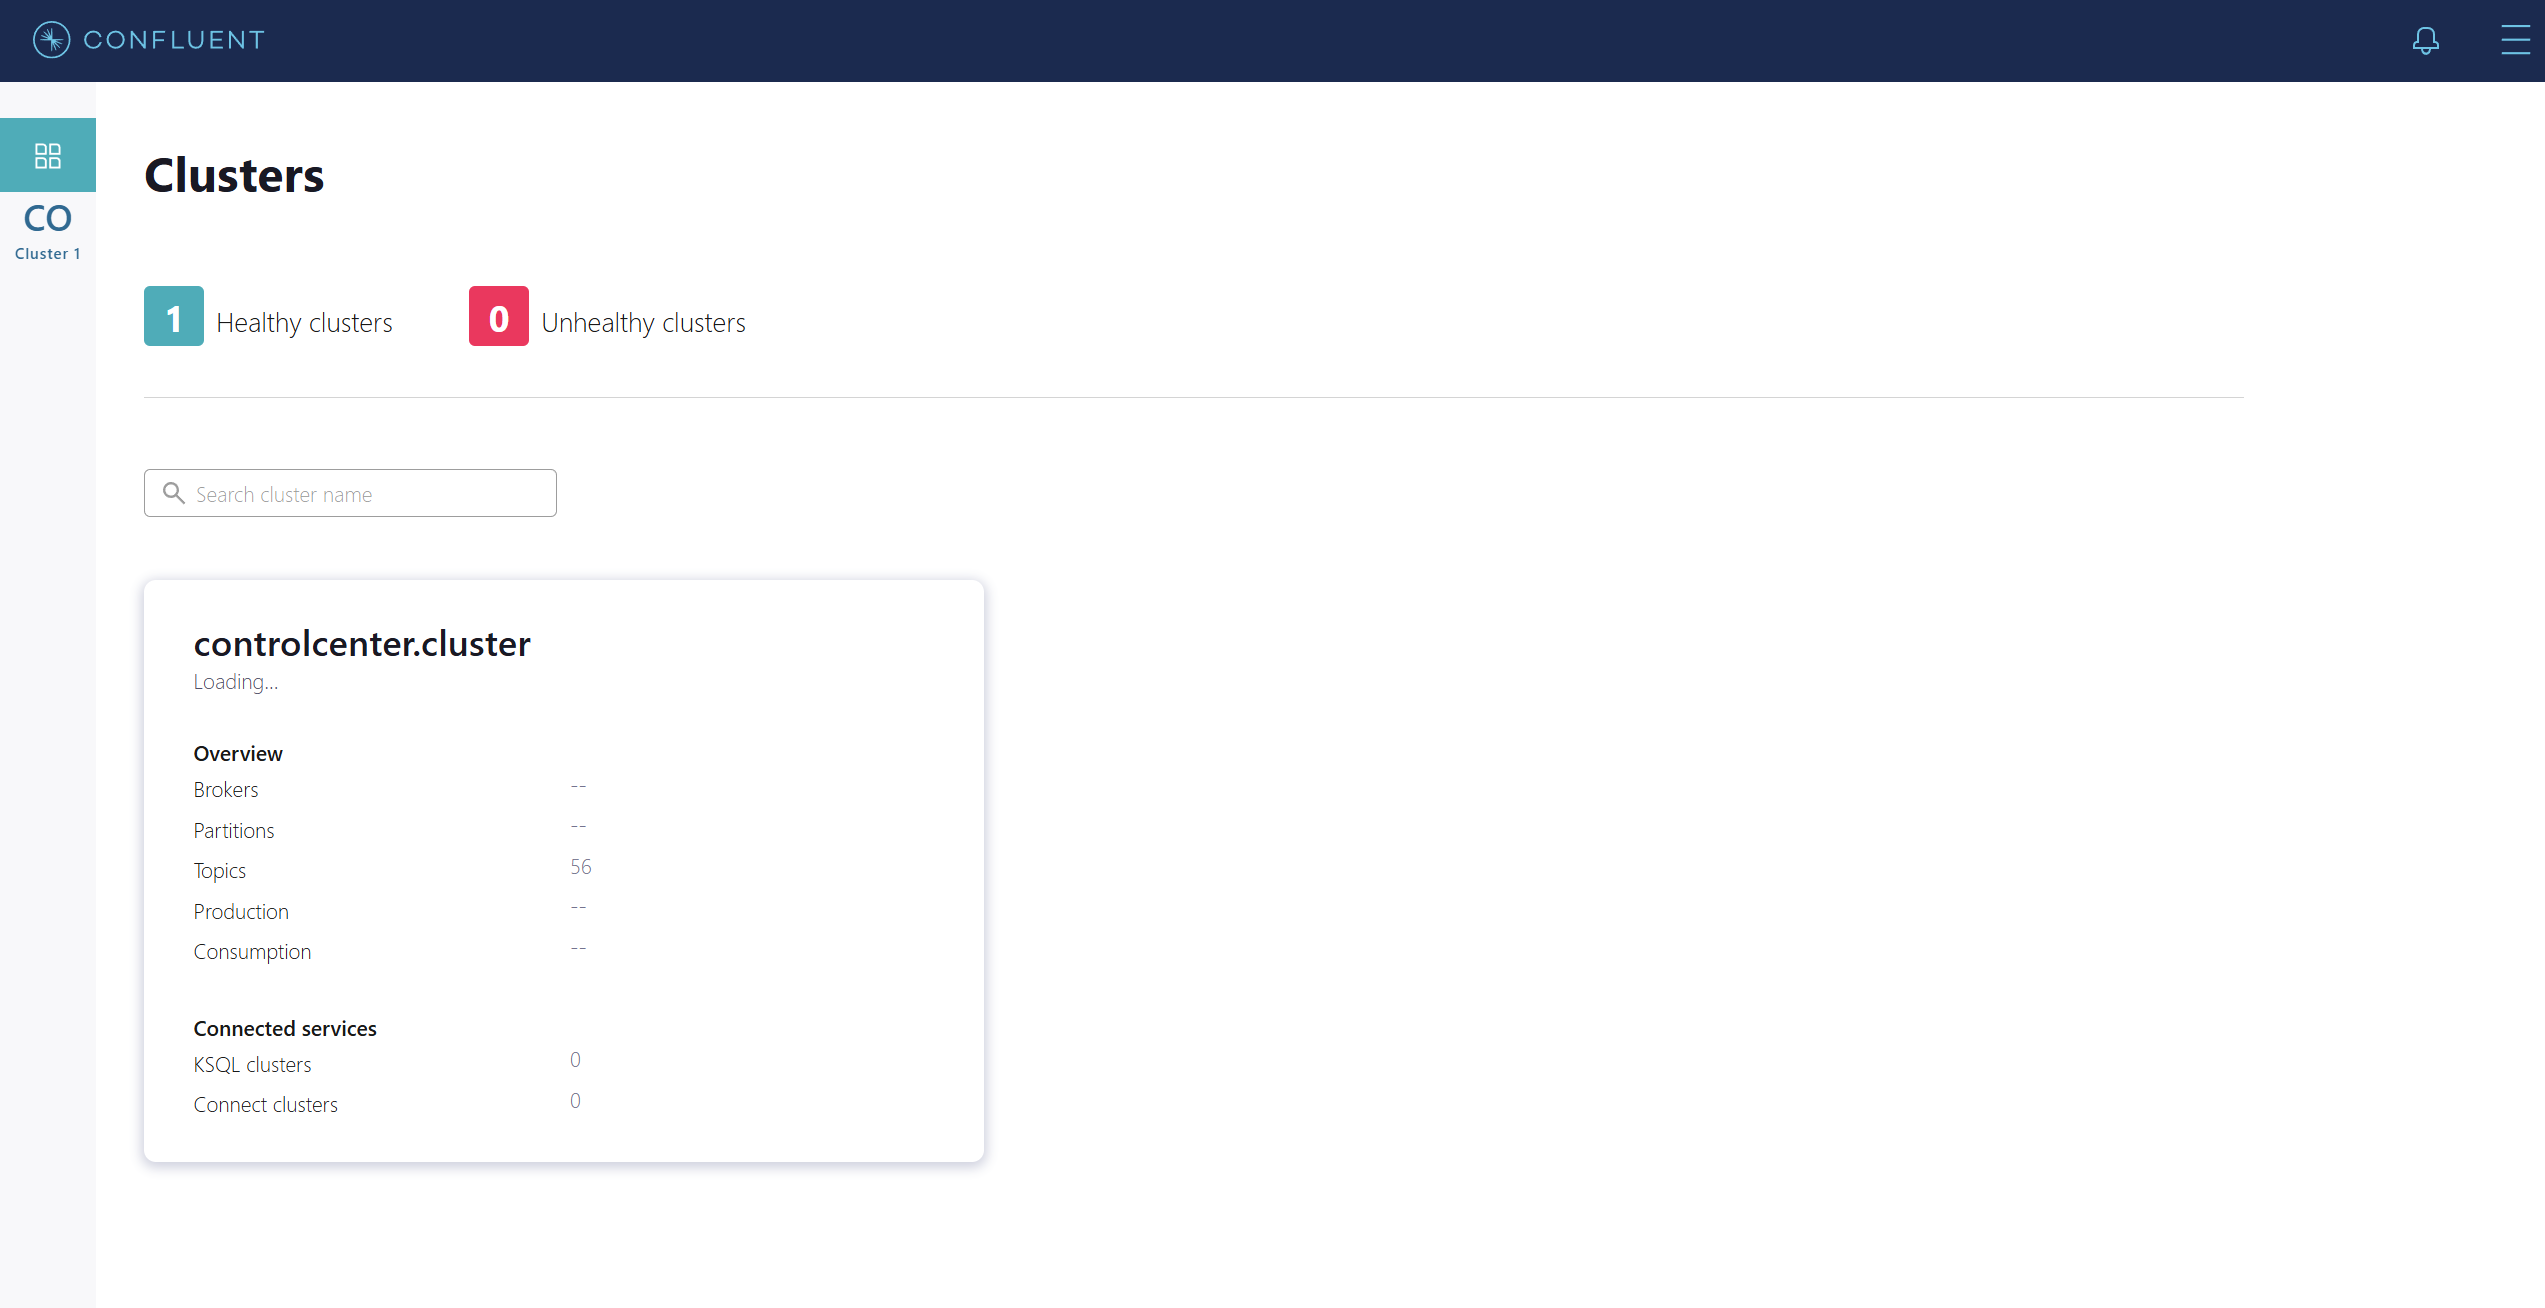 CONFLUENT
CO
Cluster 1
Clusters
1 Healthy clusters 0 Unhealthy clusters
Search cluster name
controlcenter.cluster
Loading...
Overview
Brokers --
Partitions --
Topics 56
Production --
Consumption --
Connected services
KSQL clusters 0
Connect clusters 0